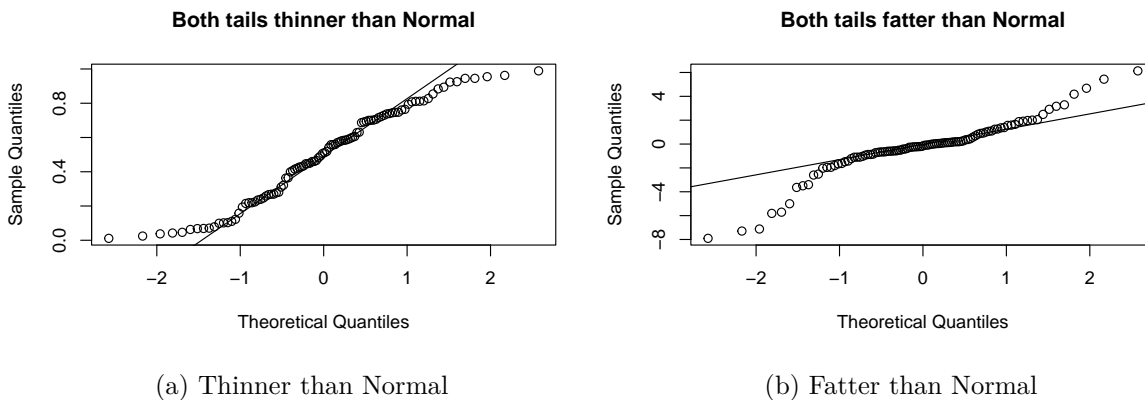 Both tails thinner than Normal
Sample Quantiles
0.8
0.4
0.0
−2
−1
0
1
2
Theoretical Quantiles
(a) Thinner than Normal
Both tails fatter than Normal
Sample Quantiles
4
0
−4
−8
−2
−1
0
1
2
Theoretical Quantiles
(b) Fatter than Normal